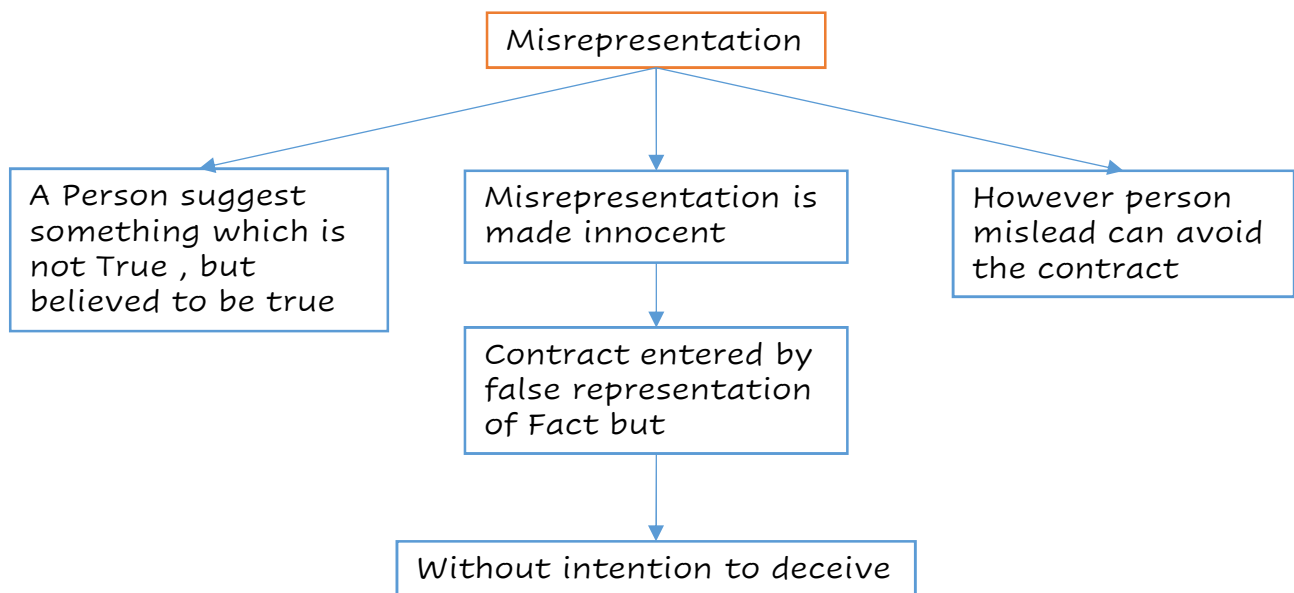 Misrepresentation
A Person suggest
something which is
not True , but
believed to be true
Misrepresentation is
made innocent
However person
mislead can avoid
the contract
Contract entered by
false representation
of Fact but
Without intention to deceive